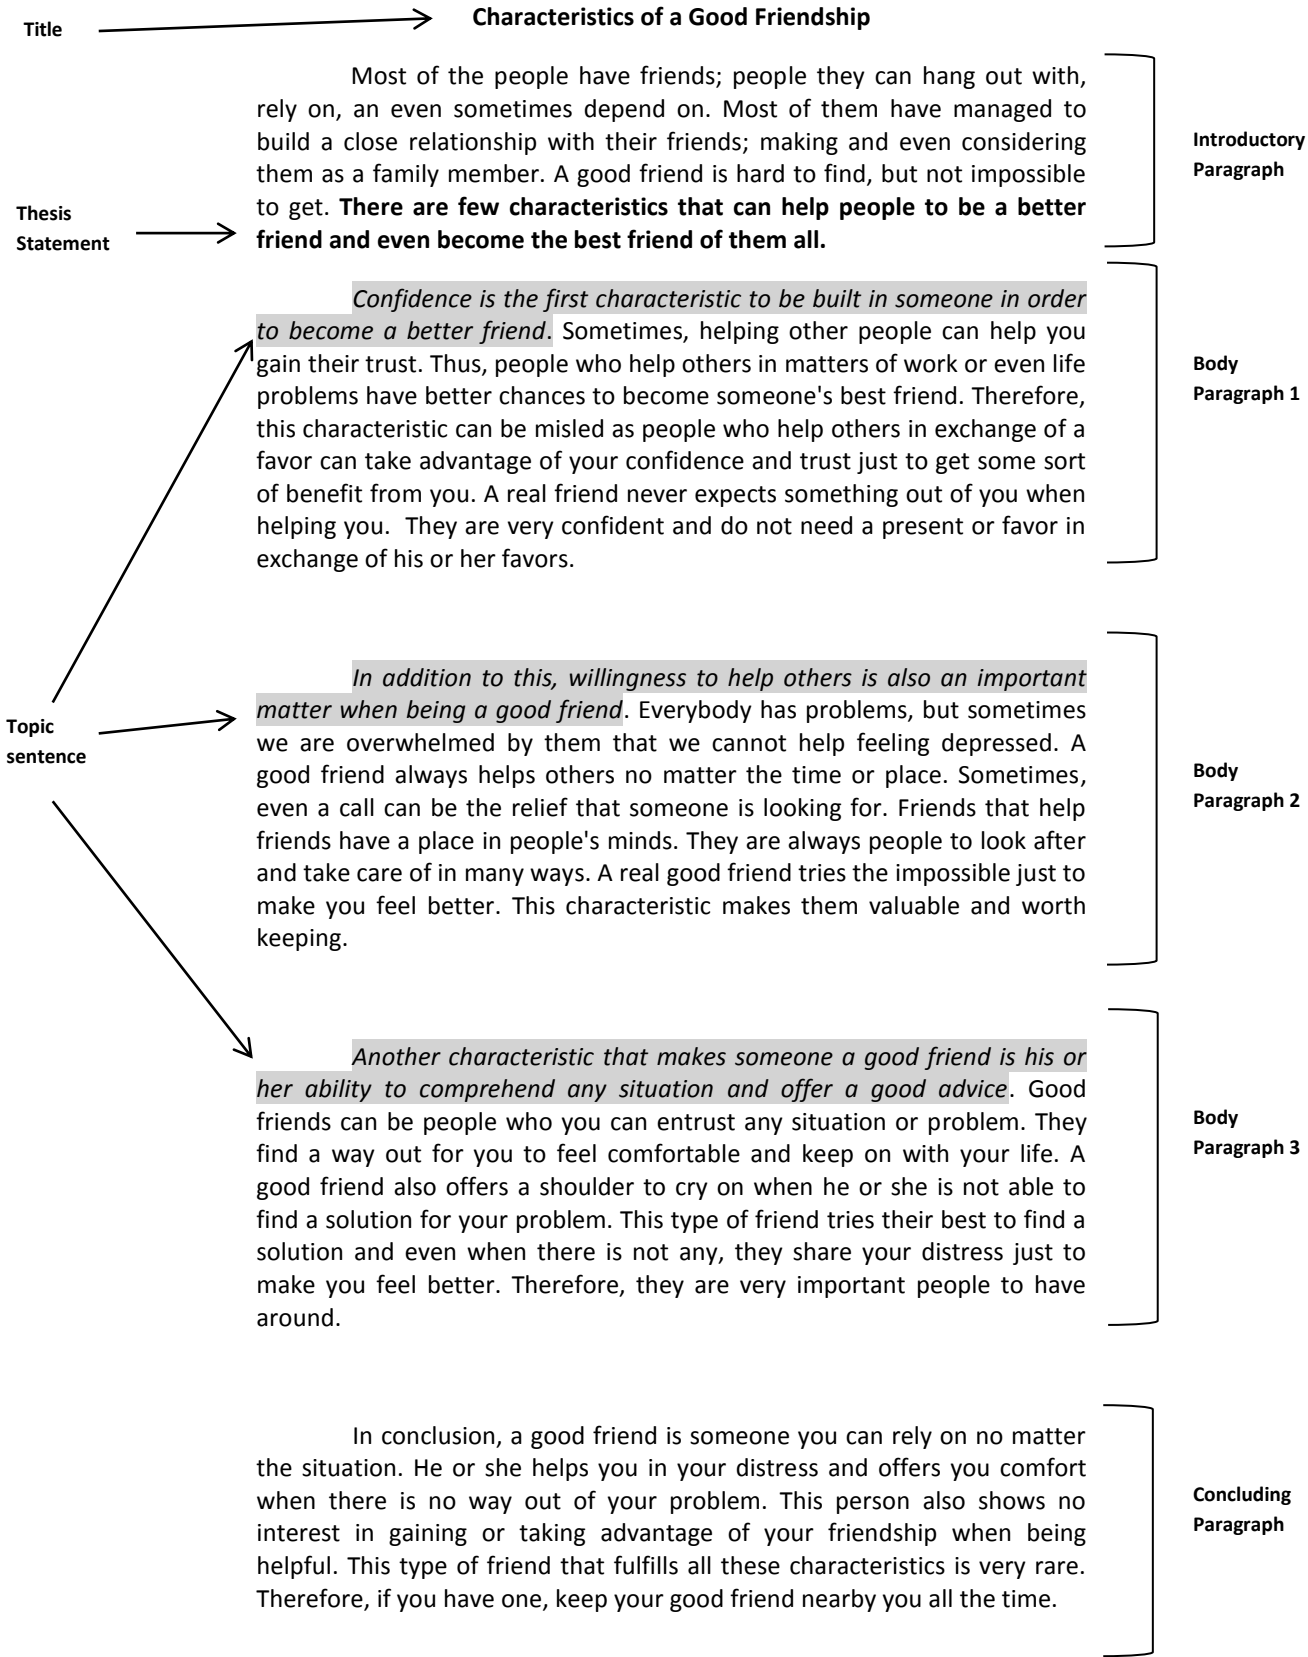 Title
Characteristics of a Good Friendship
Most of the people have friends; people they can hang out with,
rely on, an even sometimes depend on. Most of them have managed to
build a close relationship with their friends; making and even considering
them as a family member. A good friend is hard to find, but not impossible
to get. There are few characteristics that can help people to be a better
friend and even become the best friend of them all.
Introductory
Paragraph
Thesis
Statement
Confidence is the first characteristic to be built in someone in order
to become a better friend. Sometimes, helping other people can help you
gain their trust. Thus, people who help others in matters of work or even life
problems have better chances to become someone's best friend. Therefore,
this characteristic can be misled as people who help others in exchange of a
favor can take advantage of your confidence and trust just to get some sort
of benefit from you. A real friend never expects something out of you when
helping you.  They are very confident and do not need a present or favor in
exchange of his or her favors.
Body
Paragraph 1
Topic
sentence
In addition to this, willingness to help others is also an important
matter when being a good friend. Everybody has problems, but sometimes
we are overwhelmed by them that we cannot help feeling depressed. A
good friend always helps others no matter the time or place. Sometimes,
even a call can be the relief that someone is looking for. Friends that help
friends have a place in people's minds. They are always people to look after
and take care of in many ways. A real good friend tries the impossible just to
make you feel better. This characteristic makes them valuable and worth
keeping.
Body
Paragraph 2
Another characteristic that makes someone a good friend is his or
her ability to comprehend any situation and offer a good advice. Good
friends can be people who you can entrust any situation or problem. They
find a way out for you to feel comfortable and keep on with your life. A
good friend also offers a shoulder to cry on when he or she is not able to
find a solution for your problem. This type of friend tries their best to find a
solution and even when there is not any, they share your distress just to
make you feel better. Therefore, they are very important people to have
around.
Body
Paragraph 3
In conclusion, a good friend is someone you can rely on no matter
the situation. He or she helps you in your distress and offers you comfort
when there is no way out of your problem. This person also shows no
interest in gaining or taking advantage of your friendship when being
helpful. This type of friend that fulfills all these characteristics is very rare.
Therefore, if you have one, keep your good friend nearby you all the time.
Concluding
Paragraph